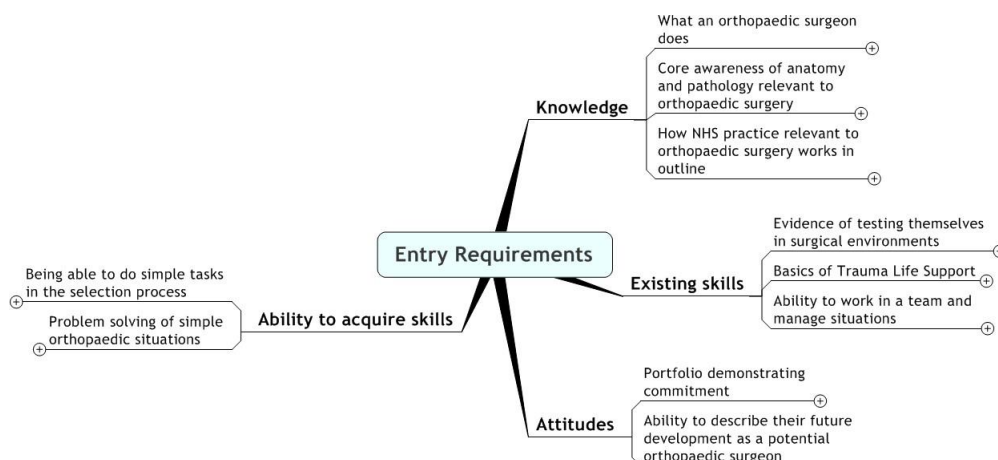 What an orthopaedic surgeon
does
Core awareness of anatomy
and pathology relevant to
orthopaedic surgery
Knowledge
How NHS practice relevant to
orthopaedic surgery works in
outline
Entry Requirements
Evidence of testing themselves
in surgical environments
Existing skills
Basics of Trauma Life Support
Ability to work in a team and
manage situations
Being able to do simple tasks
in the selection process
Ability to acquire skills
Problem solving of simple
orthopaedic situations
Portfolio demonstrating
commitment
Attitudes
Ability to describe their future
development as a potential
orthopaedic surgeon